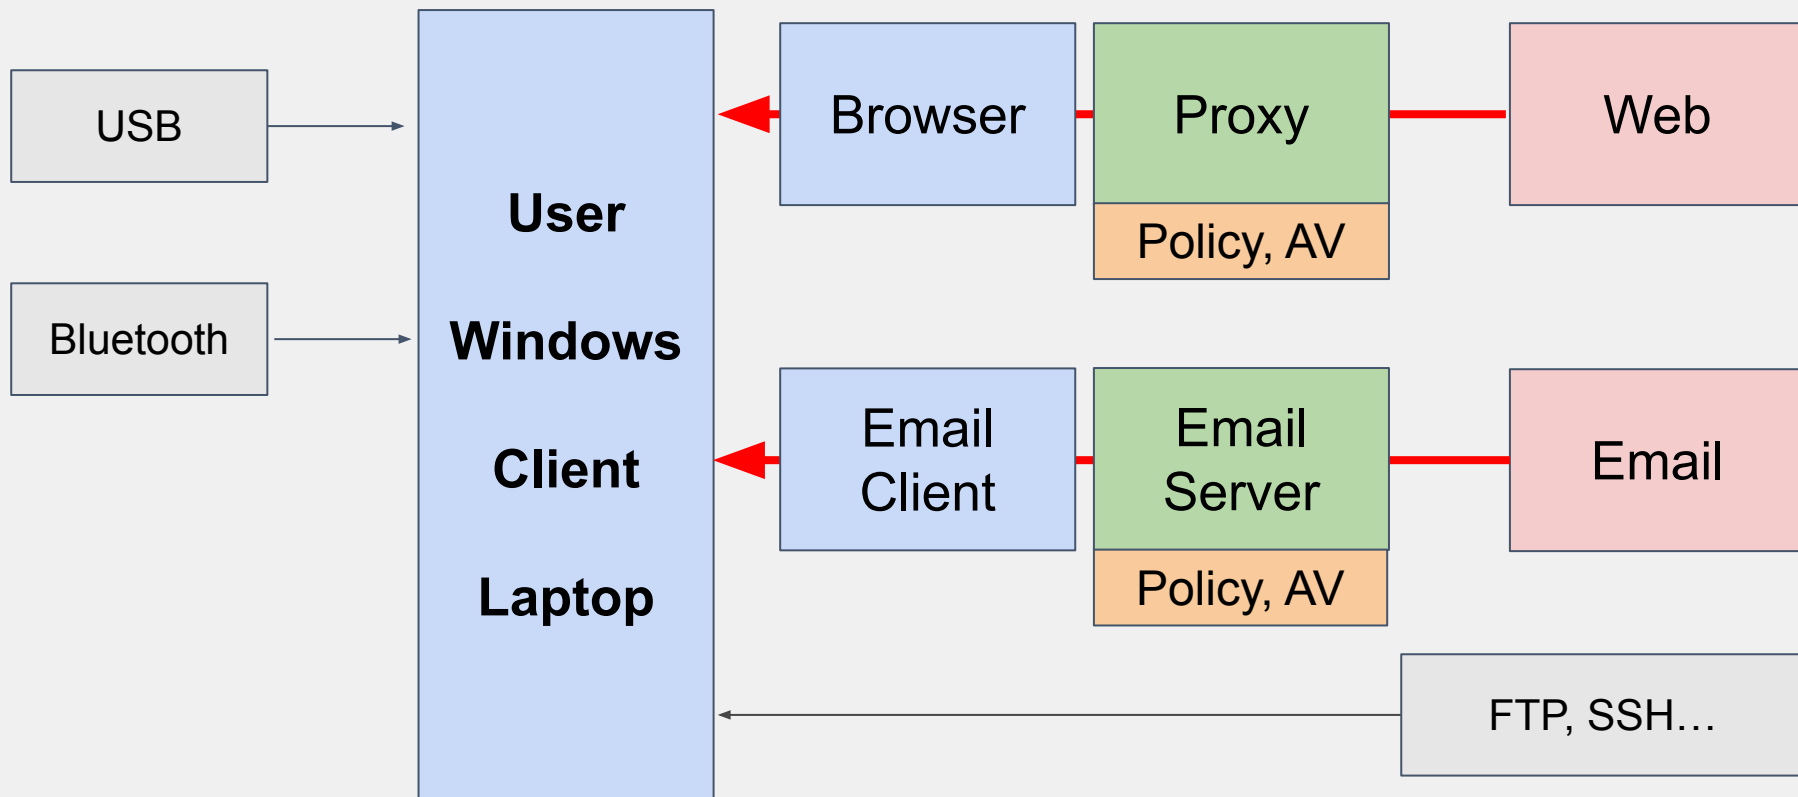 USB
Bluetooth
User
Windows
Client
Laptop
Browser
Proxy
Policy, AV
Web
Email
Client
Email
Server
Policy, AV
Email
FTP, SSH…